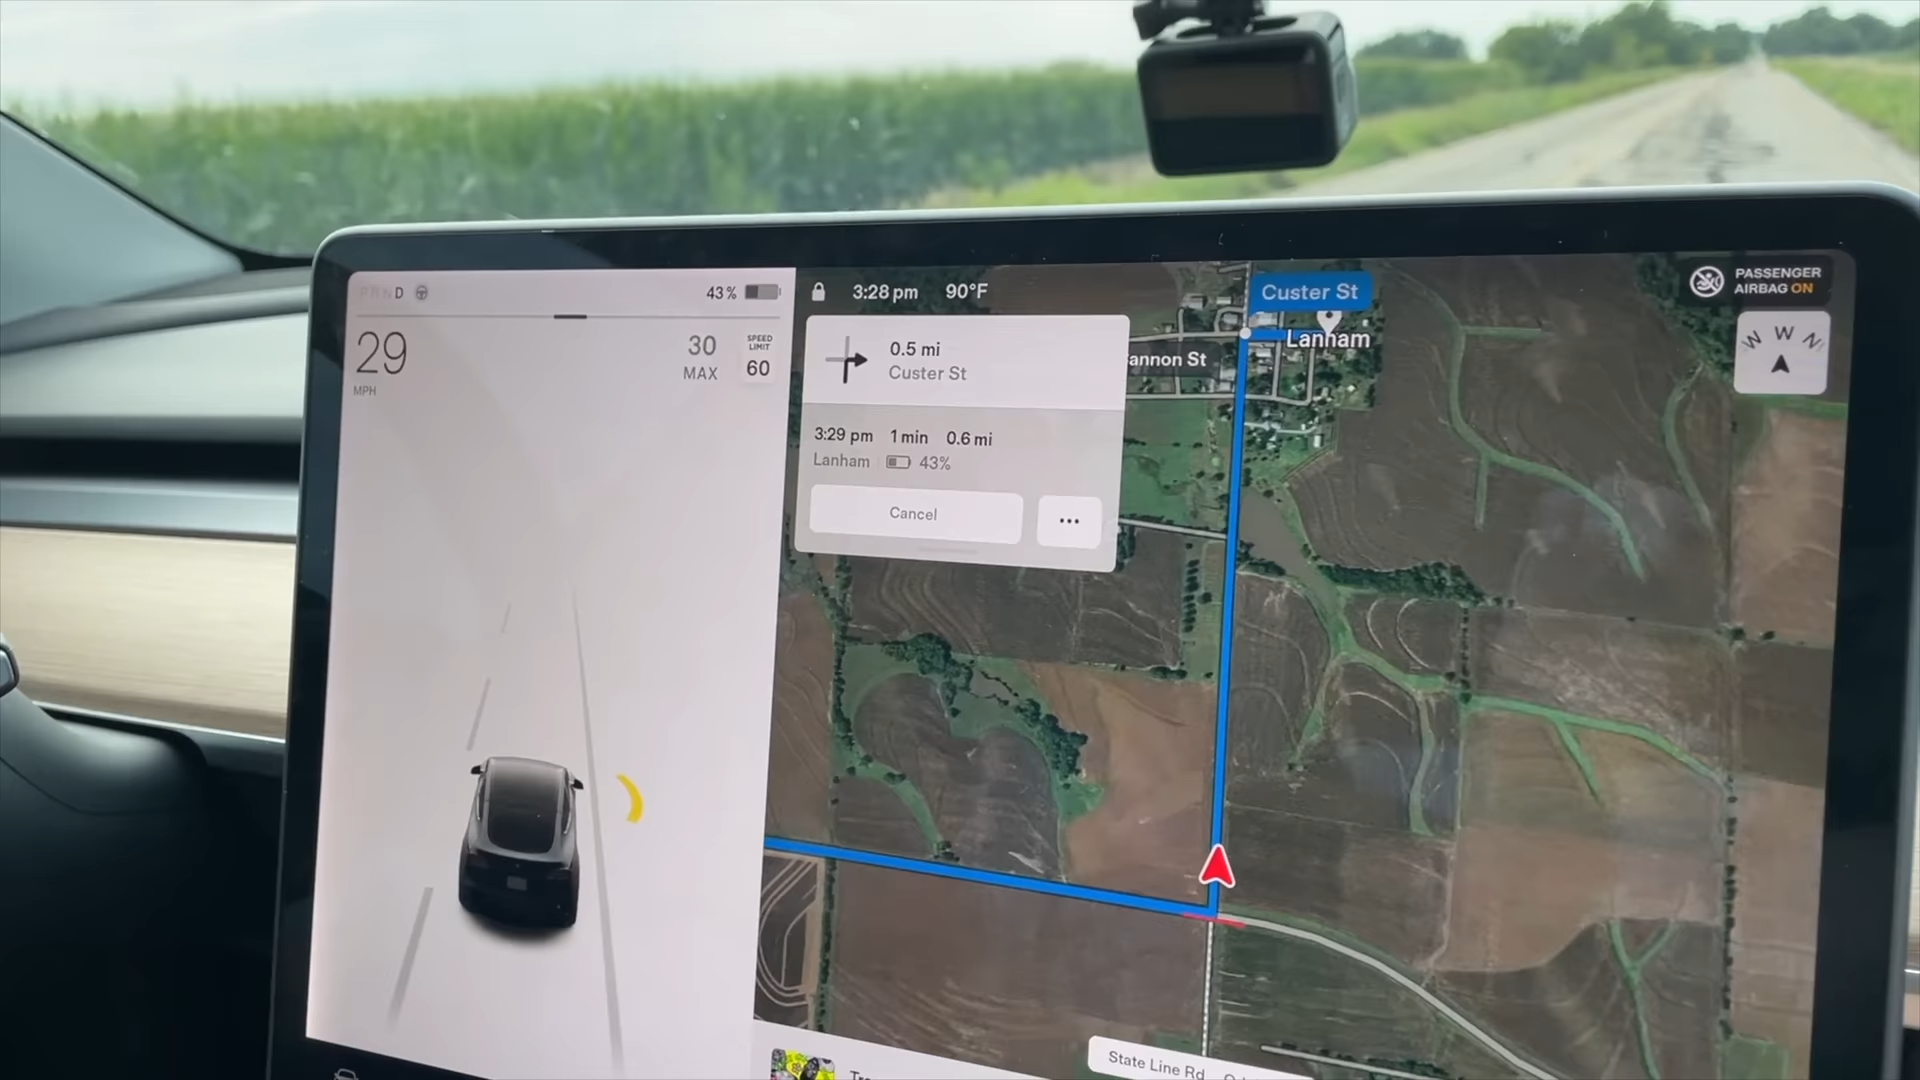 PRND
43%
29
MPH
30
MAX
SPEED
LIMIT
60
3:28 pm
90°F
0.5 mi
Custer St
3:29 pm 1 min 0.6 mi
Lanham 43%
Cancel
Custer St
Lanham
annon St
PASSENGER
AIRBAG ON
W W N
State Line Rd